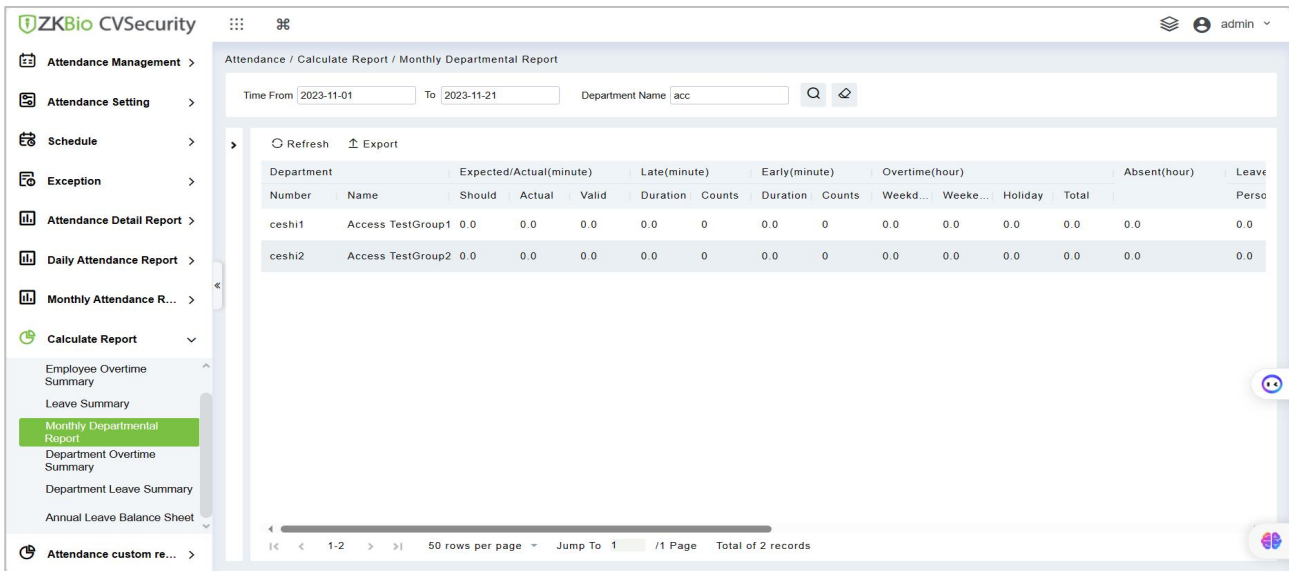 ZKBio CVSecurity
admin
Attendance Management
Attendance Setting
Schedule
Exception
Attendance Detail Report
Daily Attendance Report
Monthly Attendance R...
Calculate Report
Employee Overtime
Summary
Leave Summary
Monthly Departmental
Report
Department Overtime
Summary
Department Leave Summary
Annual Leave Balance Sheet
Attendance custom re...
Attendance / Calculate Report / Monthly Departmental Report
Time From 2023-11-01 To 2023-11-21 Department Name acc
Refresh Export
Department Expected/Actual(minute) Late(minute) Early(minute) Overtime(hour) Absent(hour) Leave
Number Name Should Actual Valid Duration Counts Duration Counts Weekd... Weeke... Holiday Total Perso
ceshi1 Access TestGroup1 0.0 0.0 0.0 0.0 0 0.0 0 0.0 0.0 0.0 0.0 0.0 0.0
ceshi2 Access TestGroup2 0.0 0.0 0.0 0.0 0 0.0 0 0.0 0.0 0.0 0.0 0.0 0.0
1-2 50 rows per page Jump To 1 /1 Page Total of 2 records